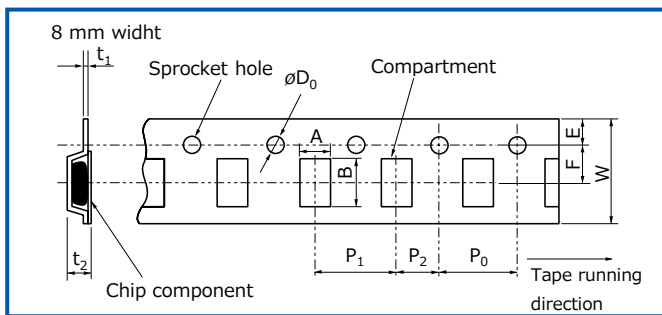 8 mm widht
t1
Sprocket hole
øD0
Compartment
A
B
E
F
W
t2
Chip component
P1
P2
P0
Tape running
direction